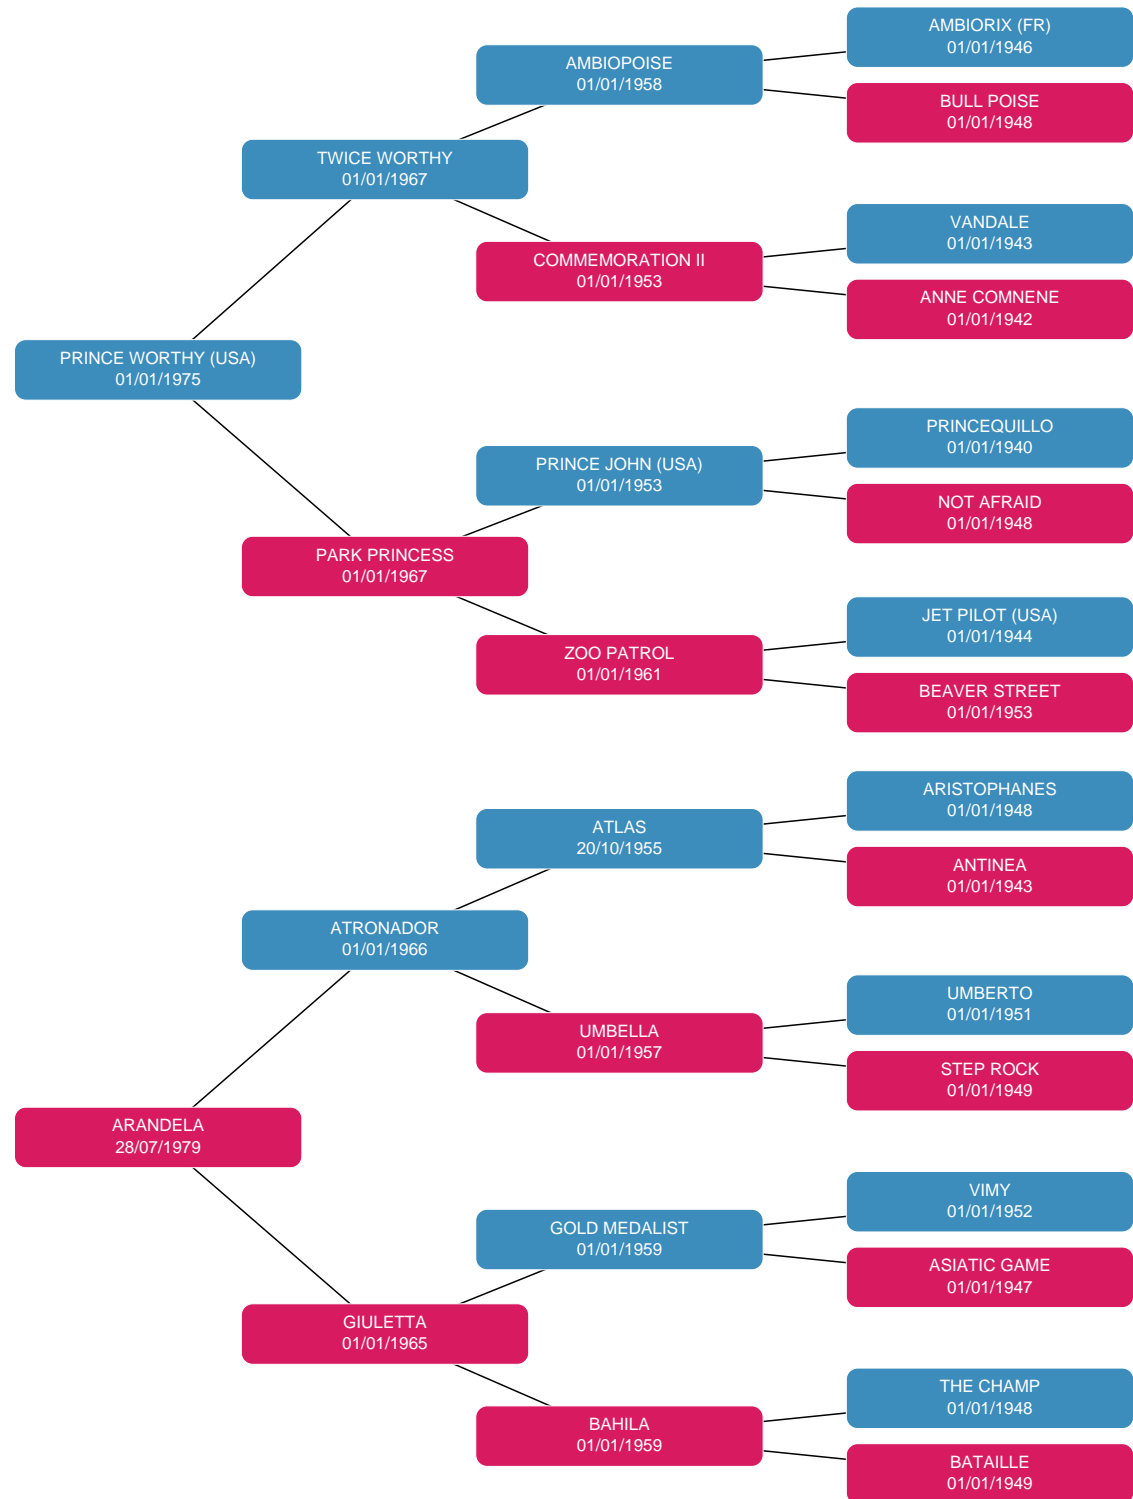 AMBIORIX (FR)
01/01/1946
AMBIOPOISE
01/01/1958
BULL POISE
01/01/1948
TWICE WORTHY
01/01/1967
VANDALE
01/01/1943
COMMEMORATION II
01/01/1953
ANNE COMNENE
01/01/1942
PRINCE WORTHY (USA)
01/01/1975
PRINCEQUILLO
01/01/1940
PRINCE JOHN (USA)
01/01/1953
NOT AFRAID
01/01/1948
PARK PRINCESS
01/01/1967
JET PILOT (USA)
01/01/1944
ZOO PATROL
01/01/1961
BEAVER STREET
01/01/1953
ARISTOPHANES
01/01/1948
ATLAS
20/10/1955
ANTINEA
01/01/1943
ATRONADOR
01/01/1966
UMBERTO
01/01/1951
UMBELLA
01/01/1957
STEP ROCK
01/01/1949
ARANDELA
28/07/1979
VIMY
01/01/1952
GOLD MEDALIST
01/01/1959
ASIATIC GAME
01/01/1947
GIULETTA
01/01/1965
THE CHAMP
01/01/1948
BAHILA
01/01/1959
BATAILLE
01/01/1949